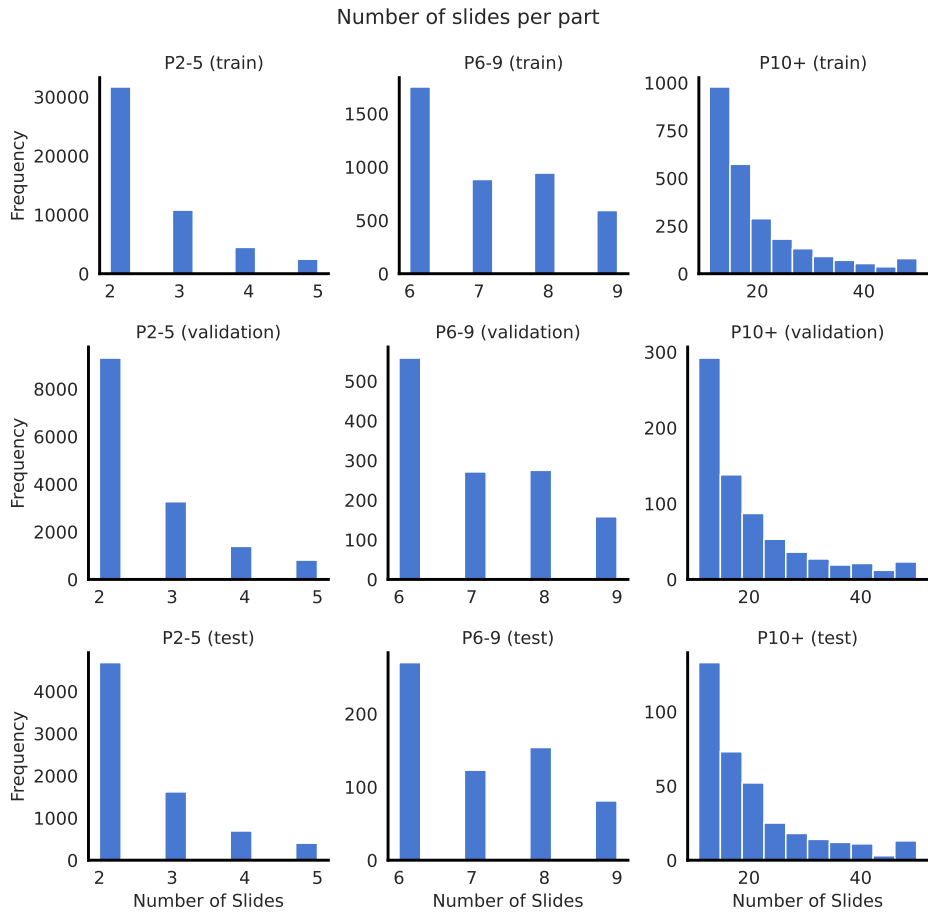 Number of slides per part
P2-5 (train)
P6-9 (train)
P10+ (train)
Frequency
30000
20000
10000
0
2 3 4 5
1500
1000
500
0
6 7 8 9
1000
750
500
250
0
20 40
P2-5 (validation)
P6-9 (validation)
P10+ (validation)
Frequency
8000
6000
4000
2000
0
2 3 4 5
500
400
300
200
100
0
6 7 8 9
300
200
100
0
20 40
P2-5 (test)
P6-9 (test)
P10+ (test)
Frequency
4000
3000
2000
1000
0
2 3 4 5
Number of Slides
200
100
0
6 7 8 9
Number of Slides
100
50
0
20 40
Number of Slides